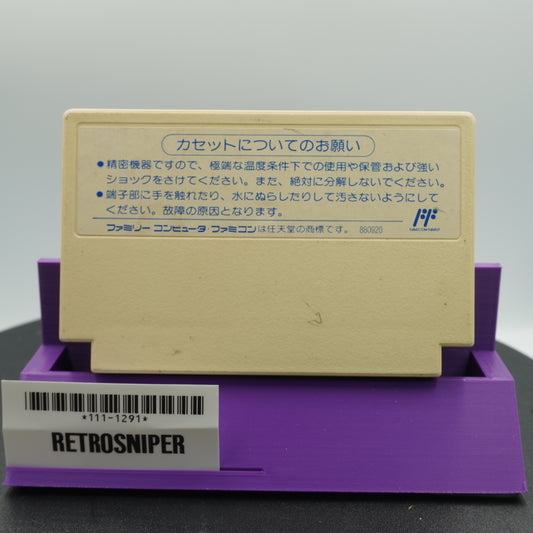 カセットについてのお願い
●精密機器ですので、極端な温度条件下での使用や保管および強い
ショックをさけてください。また、絶対に分解しないでください。
●端子部に手を触れたり、水にぬらしたりして汚さないようにして
ください。故障の原因となります。
ファミリーコンピュータ・ファミコンは任天堂の商標です。 880920
*111-1291*
RETROSNIPER